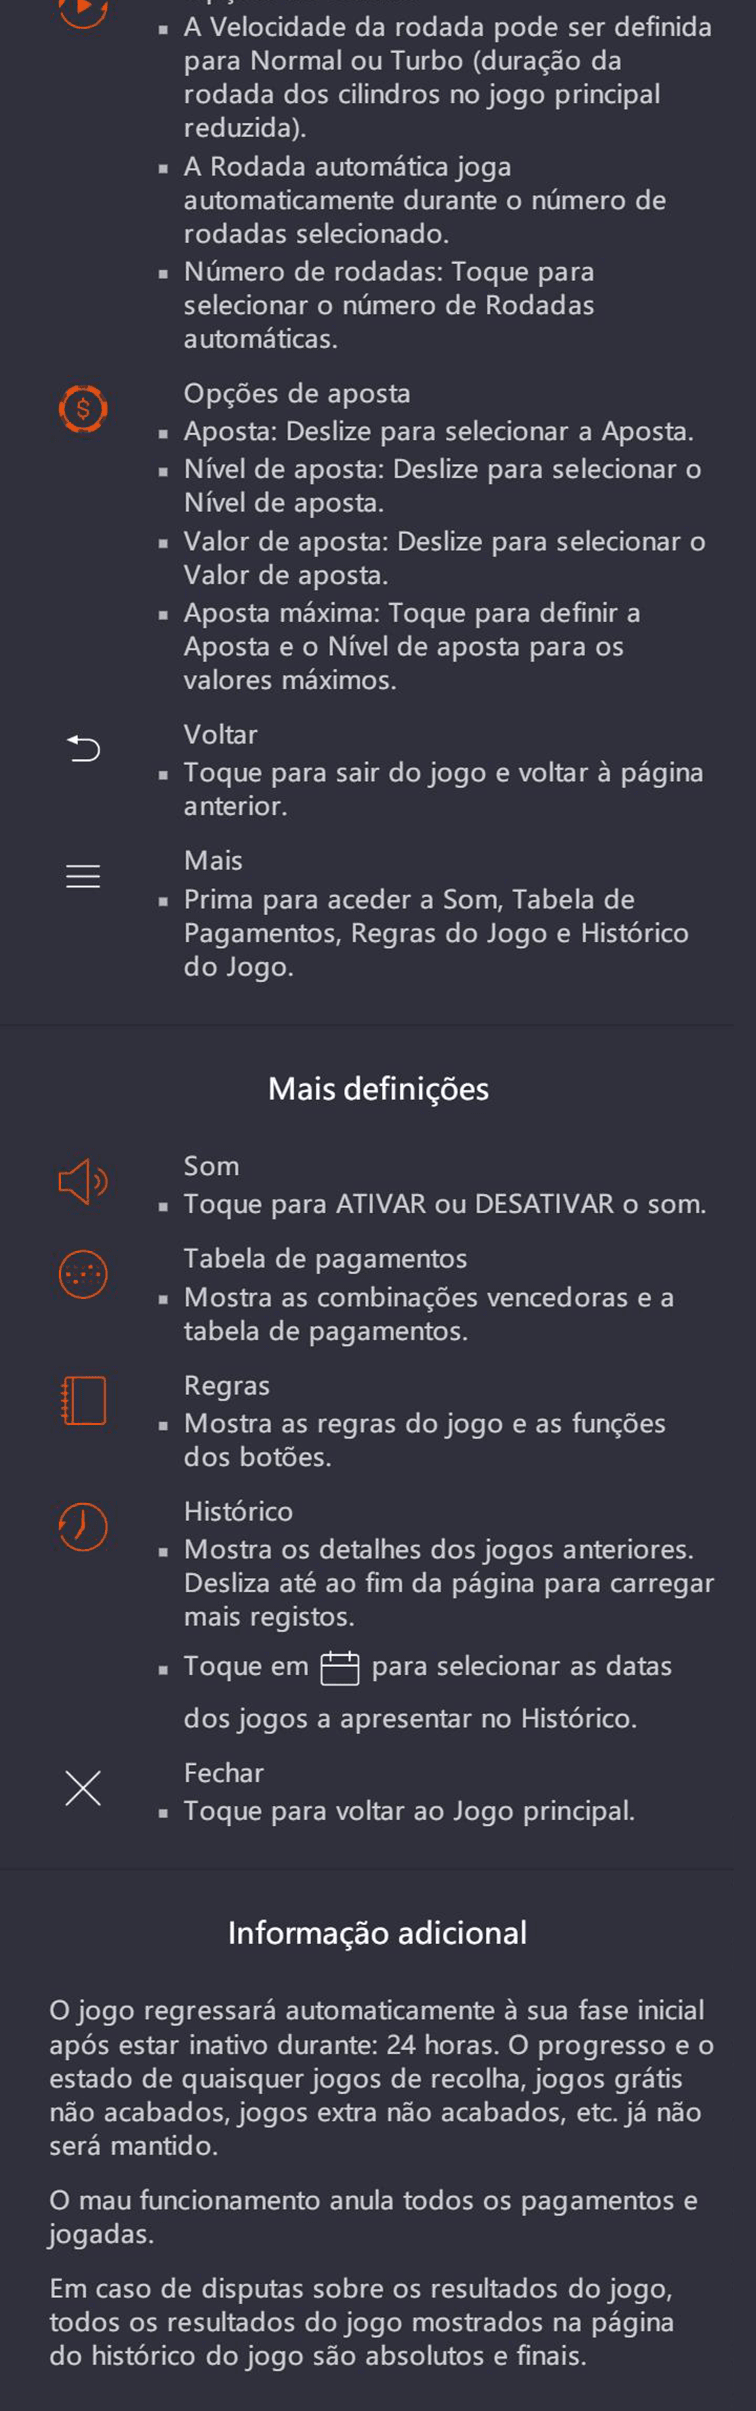 A Velocidade da rodada pode ser definida
para Normal ou Turbo (duração da
rodada dos cilindros no jogo principal
reduzida).
A Rodada automática joga
automaticamente durante o número de
rodadas selecionado.
Número de rodadas: Toque para
selecionar o número de Rodadas
automáticas.
Opções de aposta
Aposta: Deslize para selecionar a Aposta.
Nível de aposta: Deslize para selecionar o
Nível de aposta.
Valor de aposta: Deslize para selecionar o
Valor de aposta.
Aposta máxima: Toque para definir a
Aposta e o Nível de aposta para os
valores máximos.
Voltar
Toque para sair do jogo e voltar à página
anterior.
Mais
Prima para aceder a Som, Tabela de
Pagamentos, Regras do Jogo e Histórico
do Jogo.
Mais definições
Som
Toque para ATIVAR ou DESATIVAR o som.
Tabela de pagamentos
Mostra as combinações vencedoras e a
tabela de pagamentos.
Regras
Mostra as regras do jogo e as funções
dos botões.
Histórico
Mostra os detalhes dos jogos anteriores.
Desliza até ao fim da página para carregar
mais registos.
Toque em para selecionar as datas
dos jogos a apresentar no Histórico.
Fechar
Toque para voltar ao Jogo principal.
Informação adicional
O jogo regressará automaticamente à sua fase inicial
após estar inativo durante: 24 horas. O progresso e o
estado de quaisquer jogos de recolha, jogos grátis
não acabados, jogos extra não acabados, etc. já não
será mantido.
O mau funcionamento anula todos os pagamentos e
jogadas.
Em caso de disputas sobre os resultados do jogo,
todos os resultados do jogo mostrados na página
do histórico do jogo são absolutos e finais.